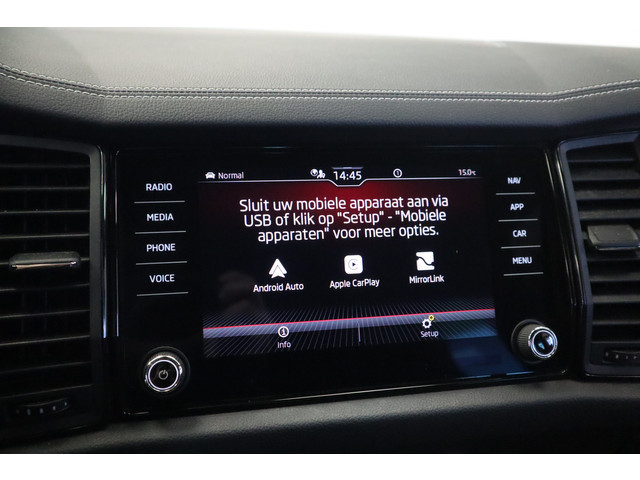 Normal 14:45 15.0°C
RADIO
MEDIA
PHONE
VOICE
Sluit uw mobiele apparaat aan via
USB of klik op "Setup" - "Mobiele
apparaten" voor meer opties.
Android Auto Apple CarPlay MirrorLink
Info Setup
NAV
APP
CAR
MENU